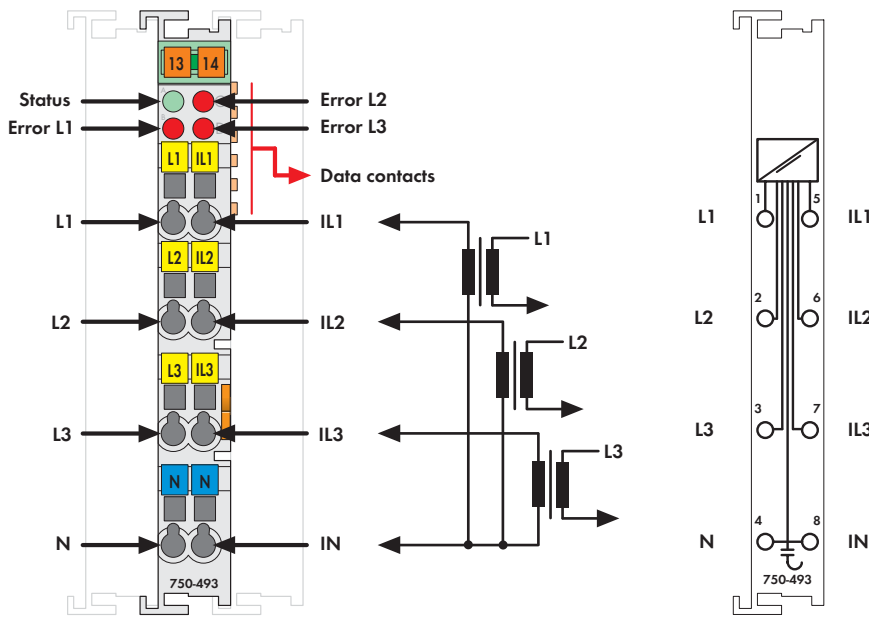 13 14
Status
Error L2
A
C
Error L1
Error L3
B
D
Data contacts
L1 IL1
L1
IL1
L1
L2 IL2
L2
IL2
L2
L3 IL3
L3
IL3
L3
N N
N
IN
750-493
1
5
L1
IL1
2
6
L2
IL2
3
7
L3
IL3
4
8
N
IN
750-493